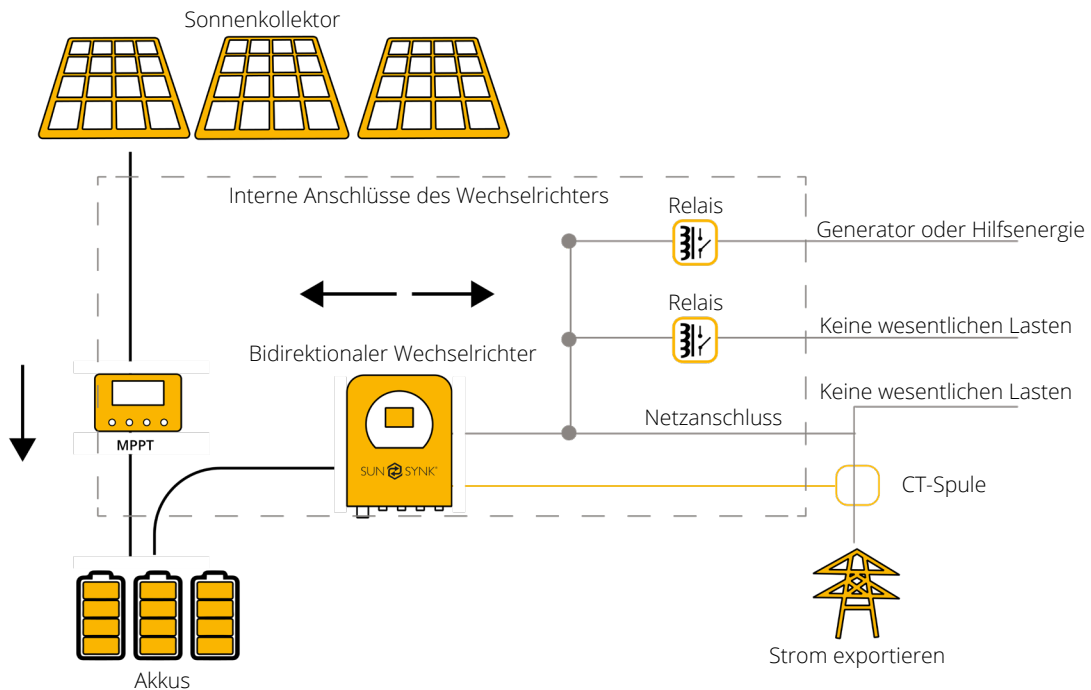 Sonnenkollektor
Interne Anschlüsse des Wechselrichters
Relais
Generator oder Hilfsenergie
Relais
Keine wesentlichen Lasten
Bidirektionaler Wechselrichter
Keine wesentlichen Lasten
Netzanschluss
MPPT
SUN SYNK
CT-Spule
Strom exportieren
Akkus